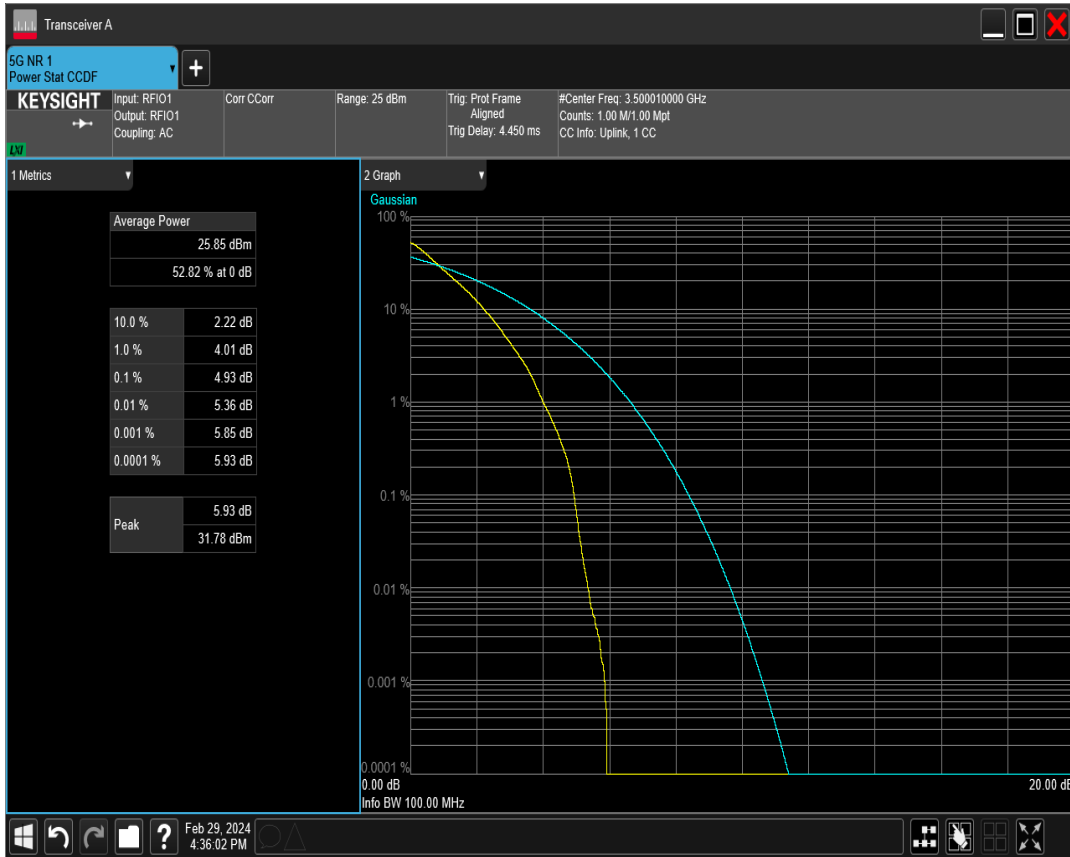 Transceiver A
5G NR 1
Power Stat CCDF
+
KEYSIGHT
LXI
Input: RFIO1
Output: RFIO1
Coupling: AC
Corr CCorr
Range: 25 dBm
Trig: Prot Frame
Aligned
Trig Delay: 4.450 ms
#Center Freq: 3.500010000 GHz
Counts: 1.00 M/1.00 Mpt
CC Info: Uplink, 1 CC
1 Metrics
Average Power
25.85 dBm
52.82 % at 0 dB
10.0 % 2.22 dB
1.0 % 4.01 dB
0.1 % 4.93 dB
0.01 % 5.36 dB
0.001 % 5.85 dB
0.0001 % 5.93 dB
Peak
5.93 dB
31.78 dBm
2 Graph
Gaussian
100 %
10 %
1 %
0.1 %
0.01 %
0.001 %
0.0001 %
0.00 dB 20.00 dB
Info BW 100.00 MHz
?
Feb 29, 2024
4:36:02 PM